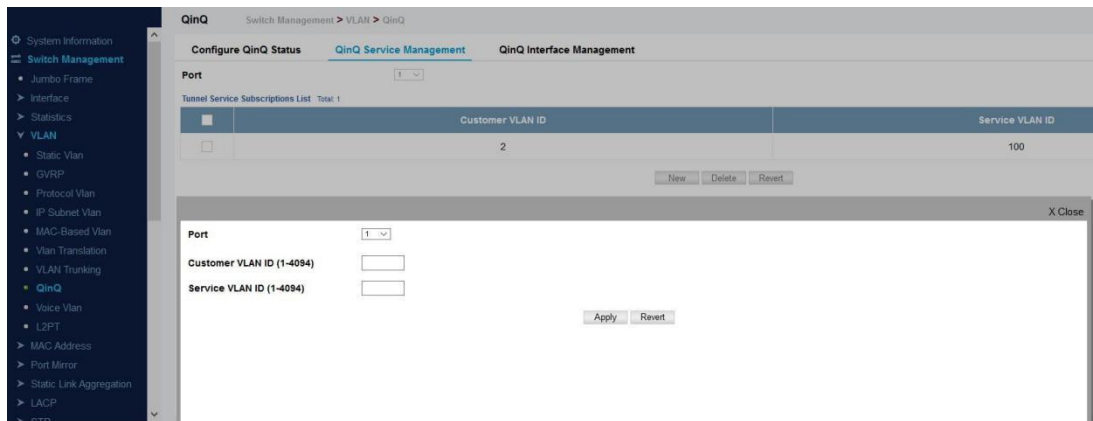 QinQ Switch Management > VLAN > QinQ
System Information
Switch Management
Jumbo Frame
Interface
Statistics
VLAN
Static Vlan
GVRP
Protocol Vlan
IP Subnet Vlan
MAC-Based Vlan
Vlan Translation
VLAN Trunking
QinQ
Voice Vlan
L2PT
MAC Address
Port Mirror
Static Link Aggregation
LACP
STP
Configure QinQ Status QinQ Service Management QinQ Interface Management
Port 1
Tunnel Service Subscriptions List Total: 1
Customer VLAN ID Service VLAN ID
2 100
New Delete Revert
X Close
Port 1
Customer VLAN ID (1-4094)
Service VLAN ID (1-4094)
Apply Revert